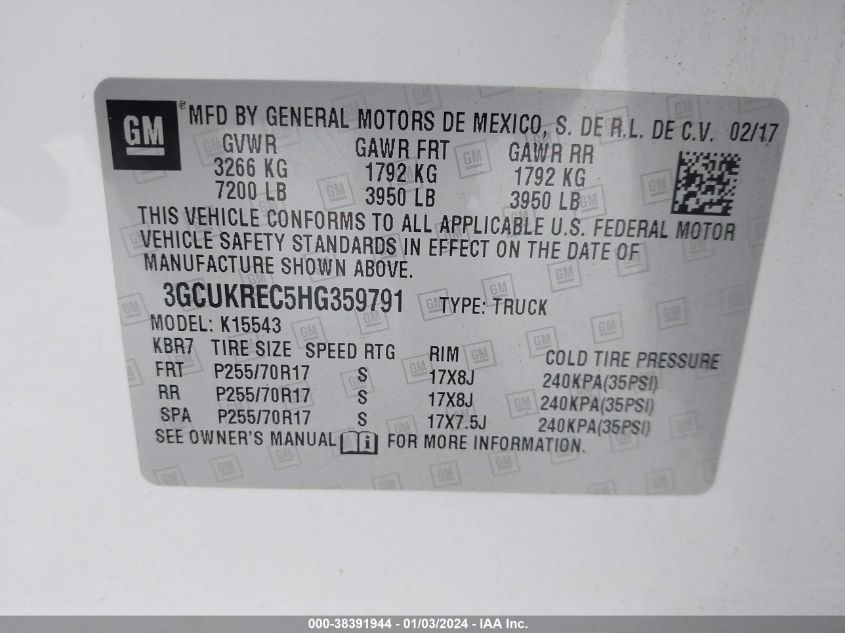 GM ® MFD BY GENERAL MOTORS DE MEXICO, S. DE R.L. DE C.V. 02/17
GVWR GAWR FRT GAWR RR
3266 KG 1792 KG 1792 KG
7200 LB 3950 LB 3950 LB
THIS VEHICLE CONFORMS TO ALL APPLICABLE U.S. FEDERAL MOTOR
VEHICLE SAFETY STANDARDS IN EFFECT ON THE DATE OF
MANUFACTURE SHOWN ABOVE.
3GCUKREC5HG359791 TYPE: TRUCK
MODEL: K15543
KBR7 TIRE SIZE SPEED RTG RIM COLD TIRE PRESSURE
FRT P255/70R17 S 17X8J 240KPA(35PSI)
RR P255/70R17 S 17X8J 240KPA(35PSI)
SPA P255/70R17 S 17X7.5J 240KPA(35PSI)
SEE OWNER'S MANUAL i FOR MORE INFORMATION.
000-38391944 — 01/03/2024 — IAA Inc.